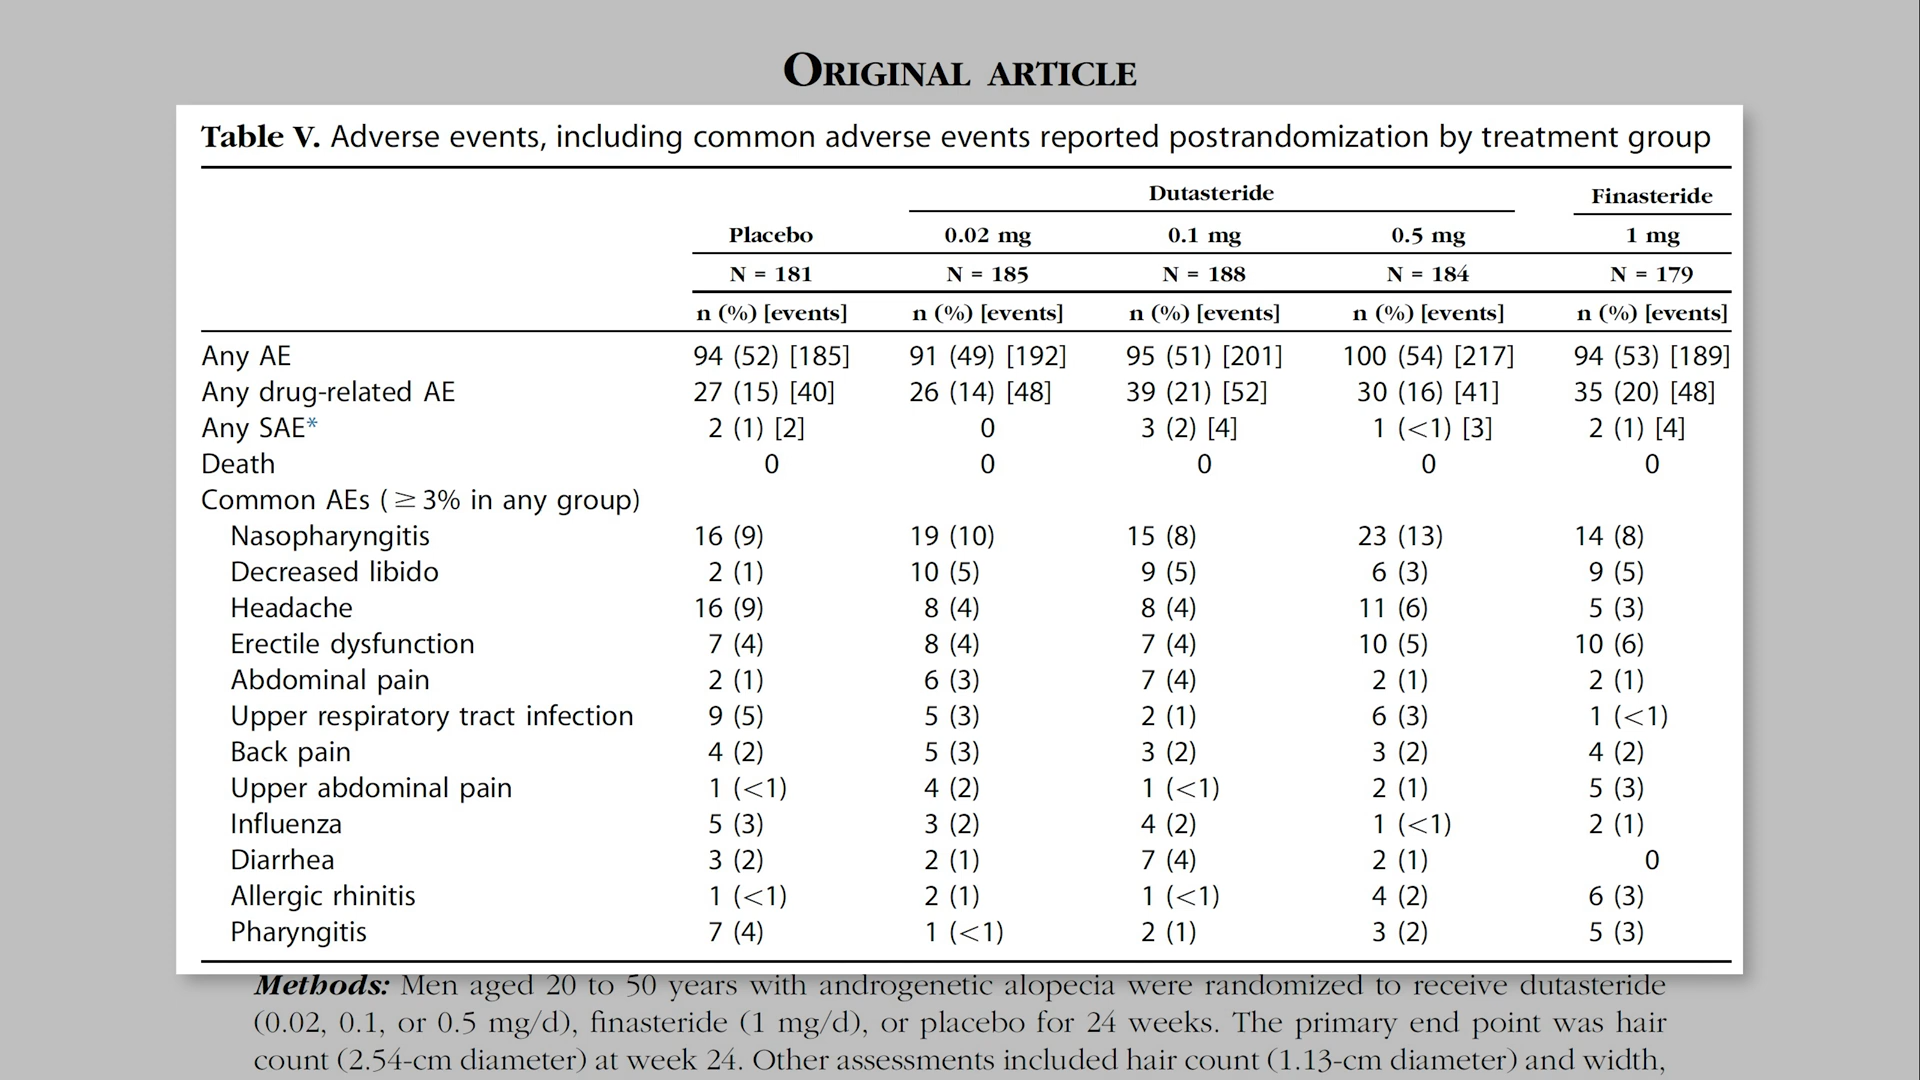 ORIGINAL ARTICLE
Table V. Adverse events, including common adverse events reported postrandomization by treatment group
Dutasteride Finasteride
Placebo 0.02 mg 0.1 mg 0.5 mg 1 mg
N = 181 N = 185 N = 188 N = 184 N = 179
n (%) [events] n (%) [events] n (%) [events] n (%) [events] n (%) [events]
Any AE 94 (52) [185] 91 (49) [192] 95 (51) [201] 100 (54) [217] 94 (53) [189]
Any drug-related AE 27 (15) [40] 26 (14) [48] 39 (21) [52] 30 (16) [41] 35 (20) [48]
Any SAE* 2 (1) [2] 0 3 (2) [4] 1 (<1) [3] 2 (1) [4]
Death 0 0 0 0 0
Common AEs (≥3% in any group)
Nasopharyngitis 16 (9) 19 (10) 15 (8) 23 (13) 14 (8)
Decreased libido 2 (1) 10 (5) 9 (5) 6 (3) 9 (5)
Headache 16 (9) 8 (4) 8 (4) 11 (6) 5 (3)
Erectile dysfunction 7 (4) 8 (4) 7 (4) 10 (5) 10 (6)
Abdominal pain 2 (1) 6 (3) 7 (4) 2 (1) 2 (1)
Upper respiratory tract infection 9 (5) 5 (3) 2 (1) 6 (3) 1 (<1)
Back pain 4 (2) 5 (3) 3 (2) 3 (2) 4 (2)
Upper abdominal pain 1 (<1) 4 (2) 1 (<1) 2 (1) 5 (3)
Influenza 5 (3) 3 (2) 4 (2) 1 (<1) 2 (1)
Diarrhea 3 (2) 2 (1) 7 (4) 2 (1) 0
Allergic rhinitis 1 (<1) 2 (1) 1 (<1) 4 (2) 6 (3)
Pharyngitis 7 (4) 1 (<1) 2 (1) 3 (2) 5 (3)
Methods: Men aged 20 to 50 years with androgenetic alopecia were randomized to receive dutasteride
(0.02, 0.1, or 0.5 mg/d), finasteride (1 mg/d), or placebo for 24 weeks. The primary end point was hair
count (2.54-cm diameter) at week 24. Other assessments included hair count (1.13-cm diameter) and width,